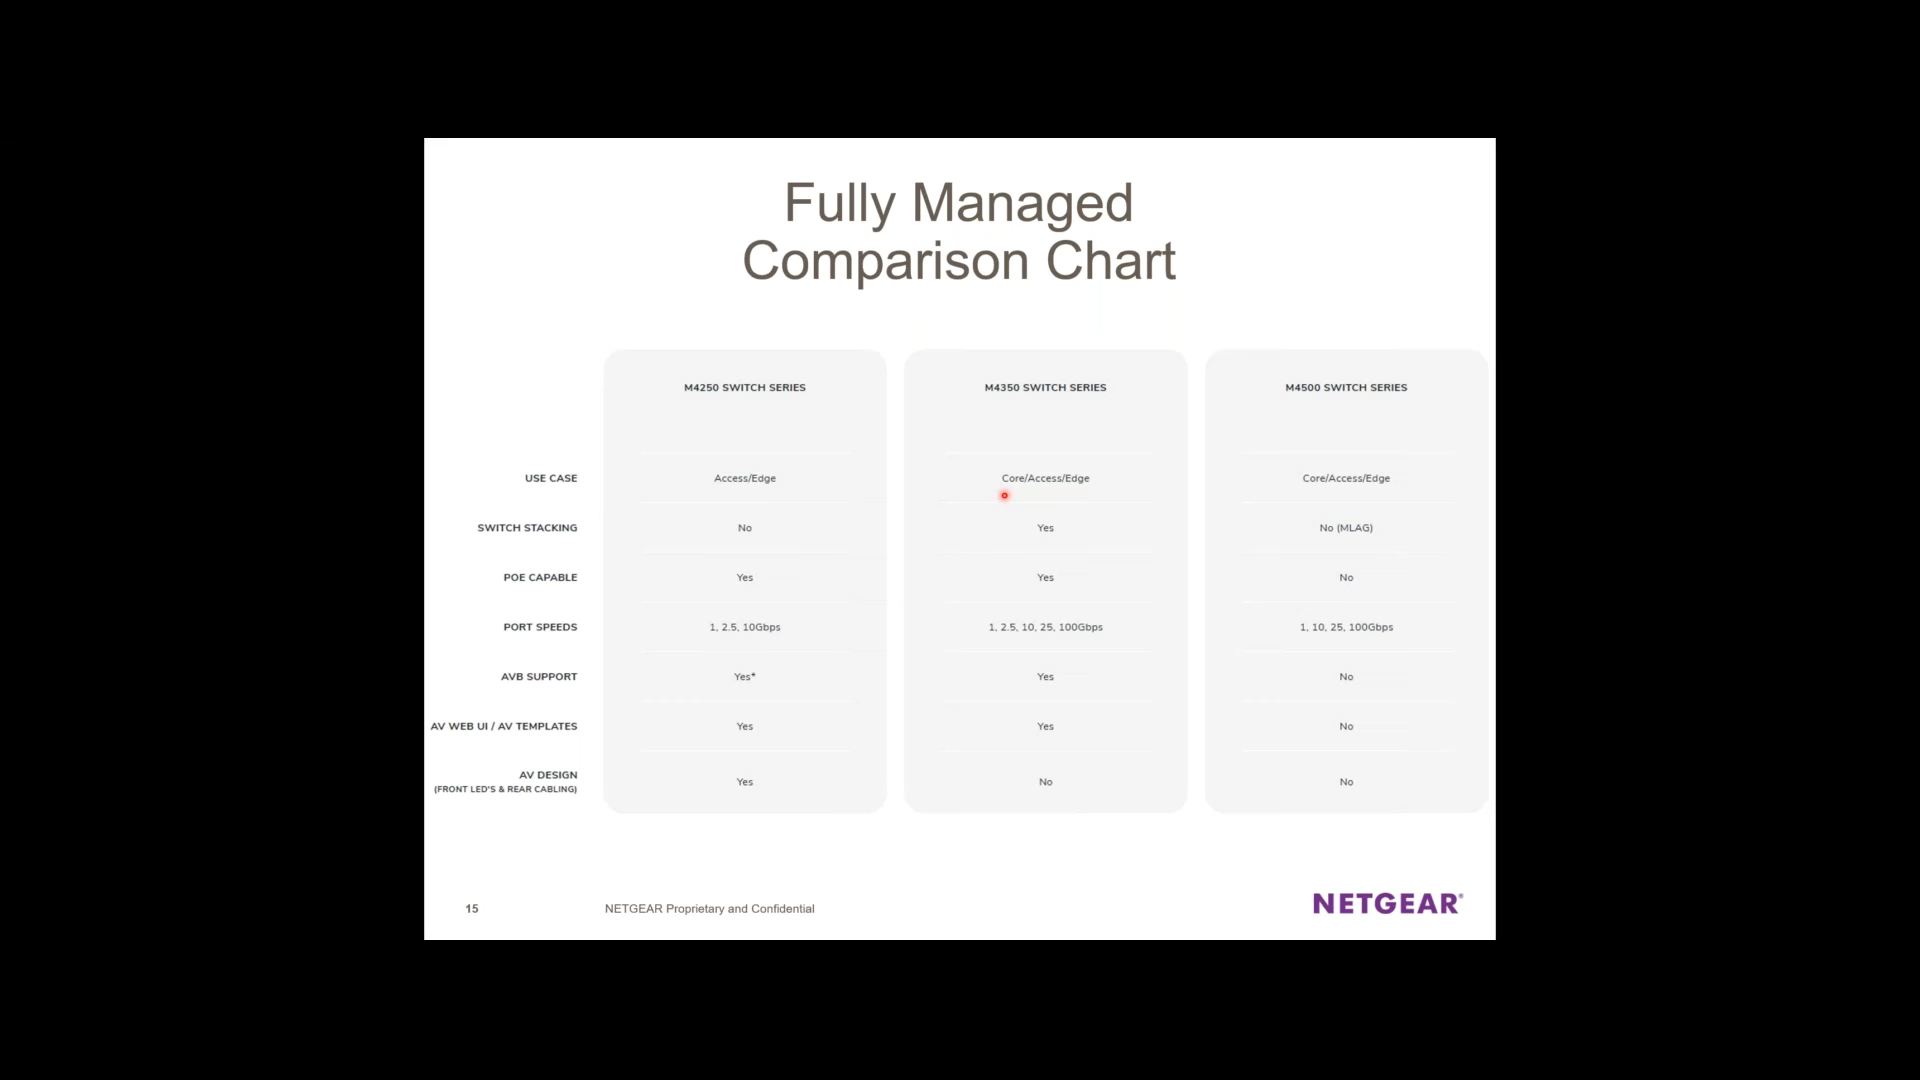 Fully Managed
Comparison Chart
M4250 SWITCH SERIES M4350 SWITCH SERIES M4500 SWITCH SERIES
USE CASE Access/Edge Core/Access/Edge Core/Access/Edge
SWITCH STACKING No Yes No (MLAG)
POE CAPABLE Yes Yes No
PORT SPEEDS 1, 2.5, 10Gbps 1, 2.5, 10, 25, 100Gbps 1, 10, 25, 100Gbps
AVB SUPPORT Yes* Yes No
AV WEB UI / AV TEMPLATES Yes Yes No
AV DESIGN
(FRONT LED'S & REAR CABLING) Yes No No
15 NETGEAR Proprietary and Confidential NETGEAR®